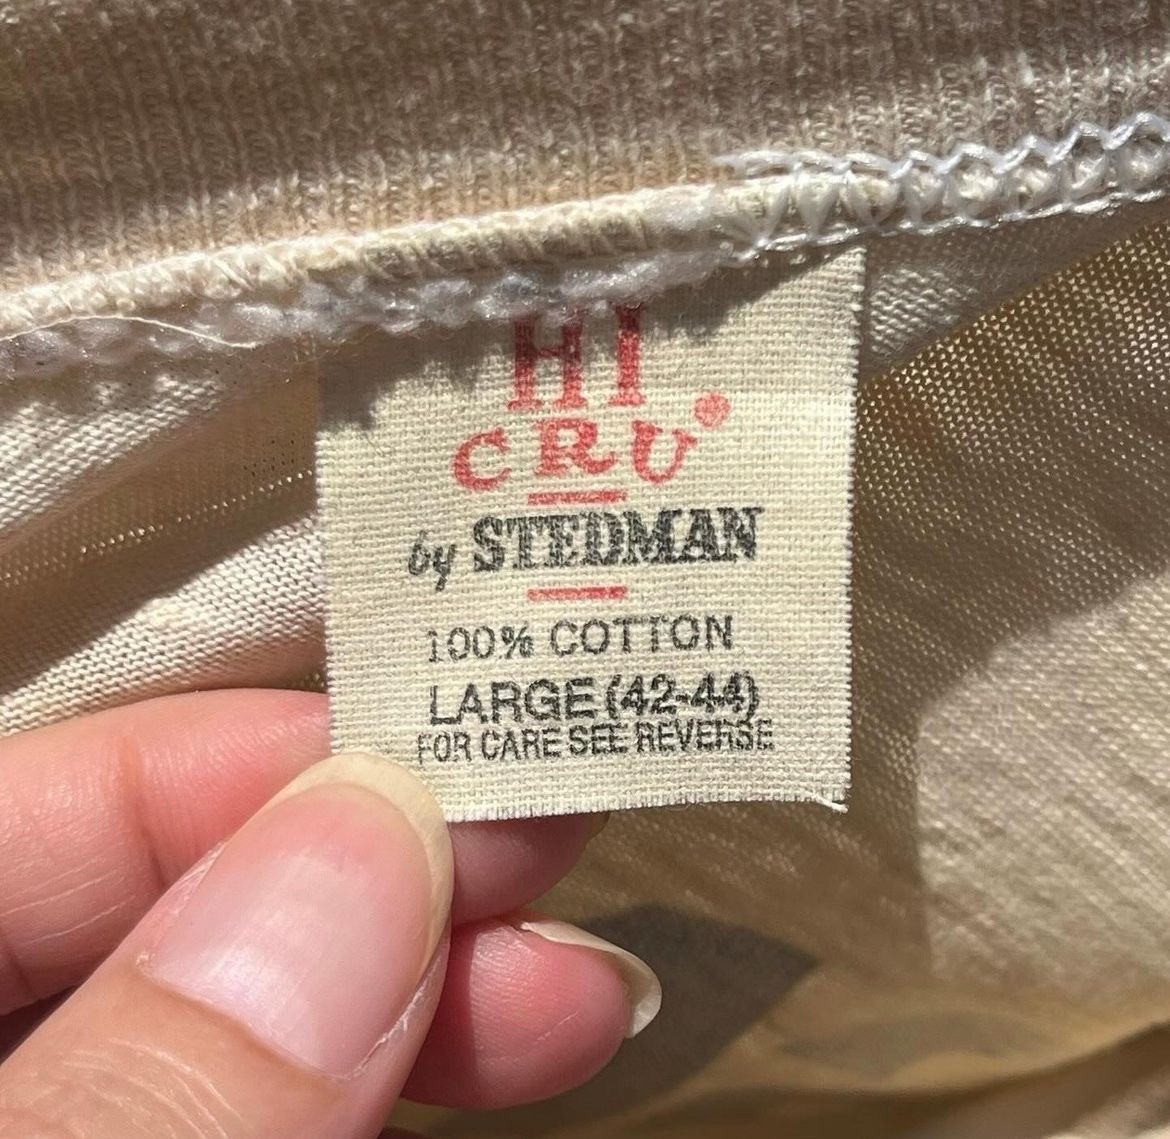 HI
CRU
by STEDMAN
100% COTTON
LARGE (42-44)
FOR CARE SEE REVERSE